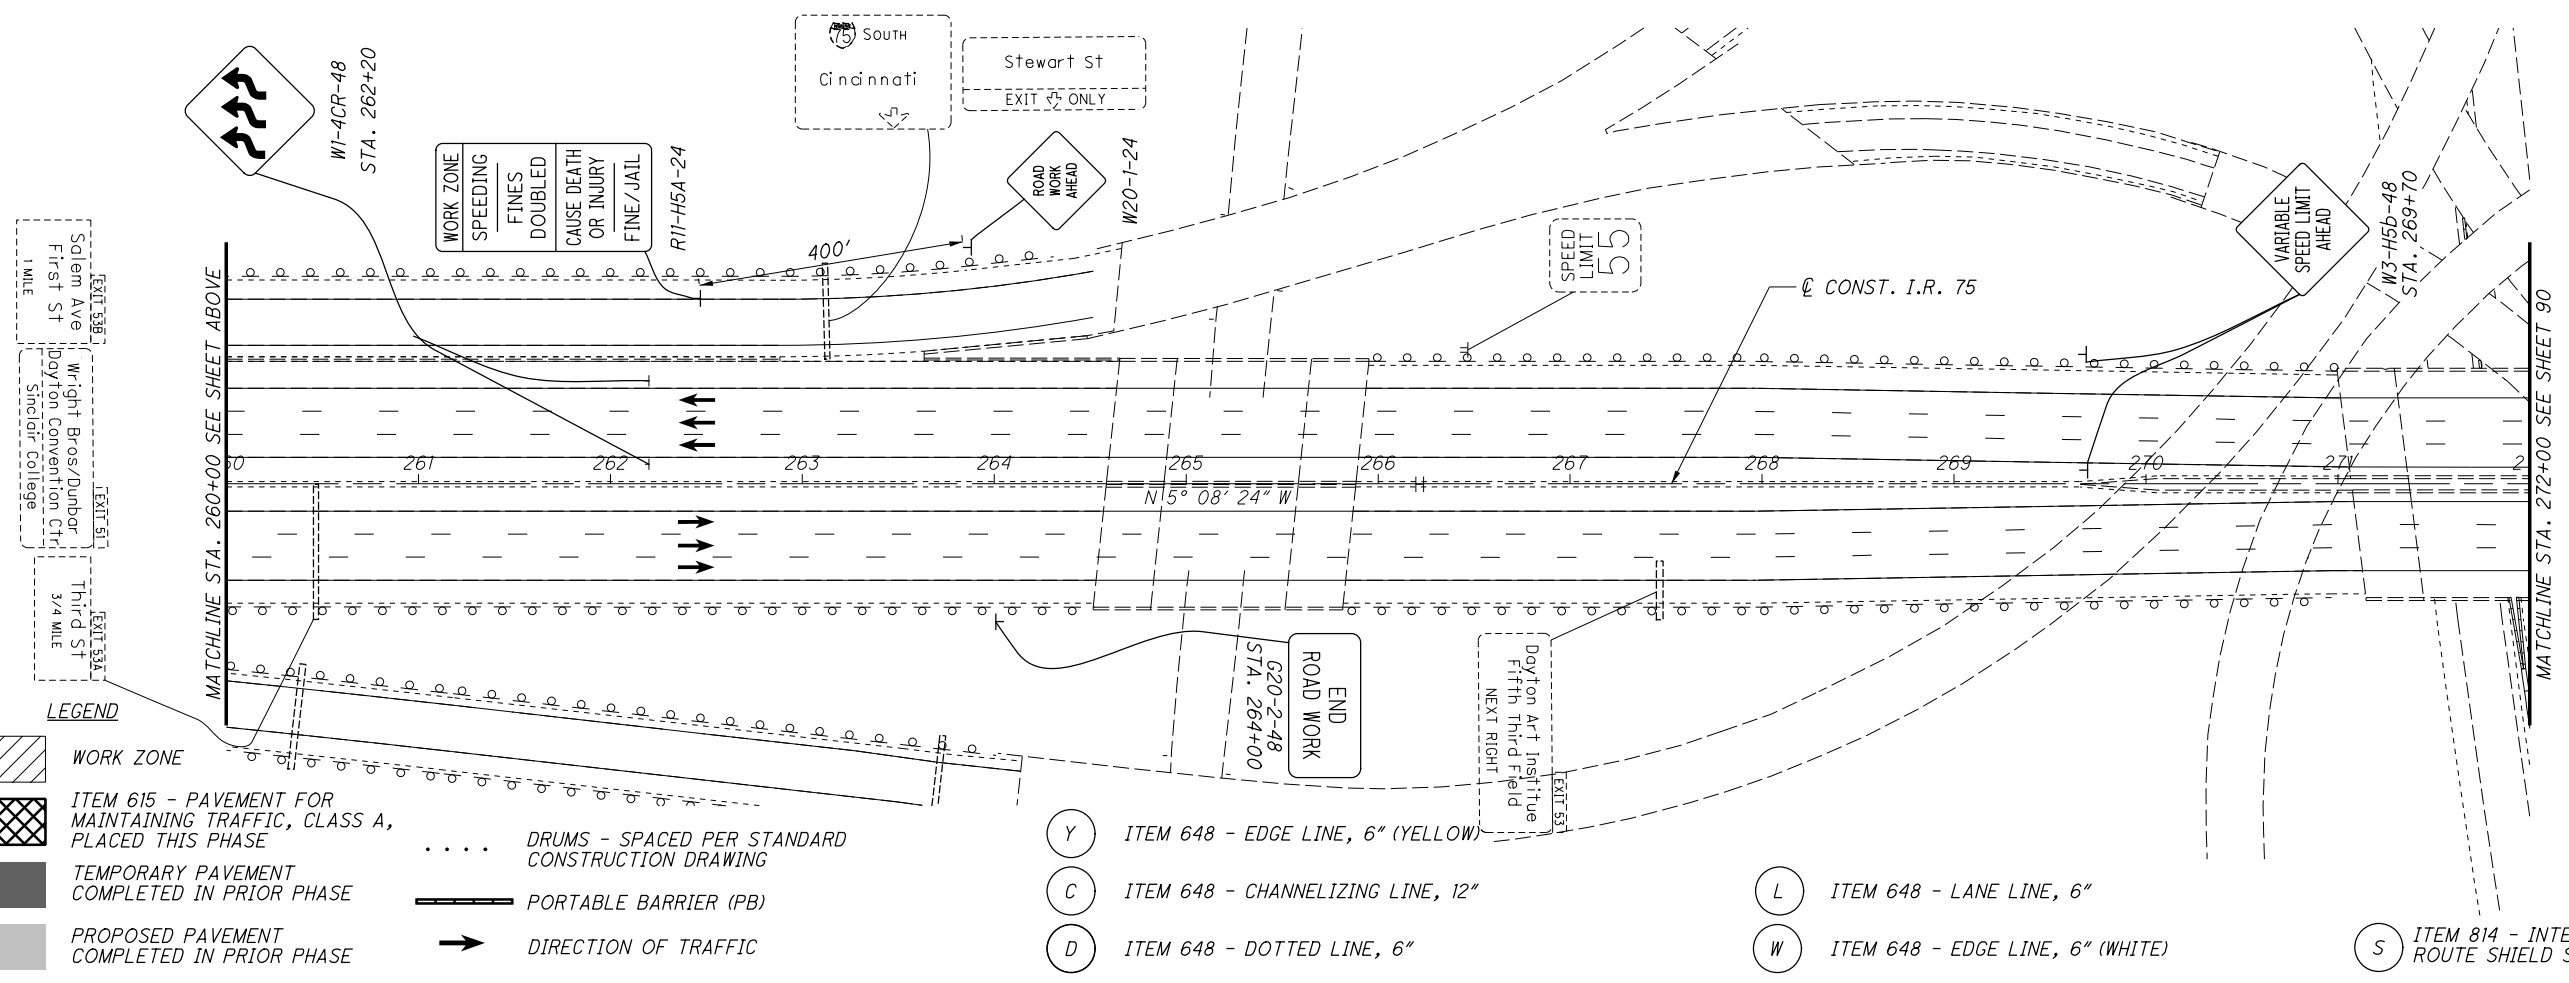 W1-4CR-48
STA. 262+20
WORK ZONE
SPEEDING
FINES
DOUBLED
CAUSE DEATH
OR INJURY
FINE/JAIL
R11-H5A-24
75 SOUTH
Cincinnati
Stewart St
EXIT ONLY
ROAD
WORK
AHEAD
W20-1-24
400'
SPEED
LIMIT
55
℄ CONST. I.R. 75
VARIABLE
SPEED LIMIT
AHEAD
W3-H5b-48
STA. 269+70
EXIT 53B
Salem Ave
First St
1 MILE
EXIT 51
Wright Bros/Dunbar
Dayton Convention Ctr
Sinclair College
EXIT 53A
Third St
3/4 MILE
MATCHLINE STA. 260+00 SEE SHEET ABOVE
60 261 262 263 264 265 266 267 268 269 270 271 2
N 5° 08' 24" W
MATCHLINE STA. 272+00 SEE SHEET 90
END
ROAD WORK
G20-2-48
STA. 264+00
EXIT 53
Dayton Art Institue
Fifth Third Field
NEXT RIGHT
LEGEND
WORK ZONE
ITEM 615 - PAVEMENT FOR
MAINTAINING TRAFFIC, CLASS A,
PLACED THIS PHASE
TEMPORARY PAVEMENT
COMPLETED IN PRIOR PHASE
PROPOSED PAVEMENT
COMPLETED IN PRIOR PHASE
DRUMS - SPACED PER STANDARD
CONSTRUCTION DRAWING
PORTABLE BARRIER (PB)
DIRECTION OF TRAFFIC
Y ITEM 648 - EDGE LINE, 6" (YELLOW)
C ITEM 648 - CHANNELIZING LINE, 12"
D ITEM 648 - DOTTED LINE, 6"
L ITEM 648 - LANE LINE, 6"
W ITEM 648 - EDGE LINE, 6" (WHITE)
S ITEM 814 - INTE
ROUTE SHIELD S